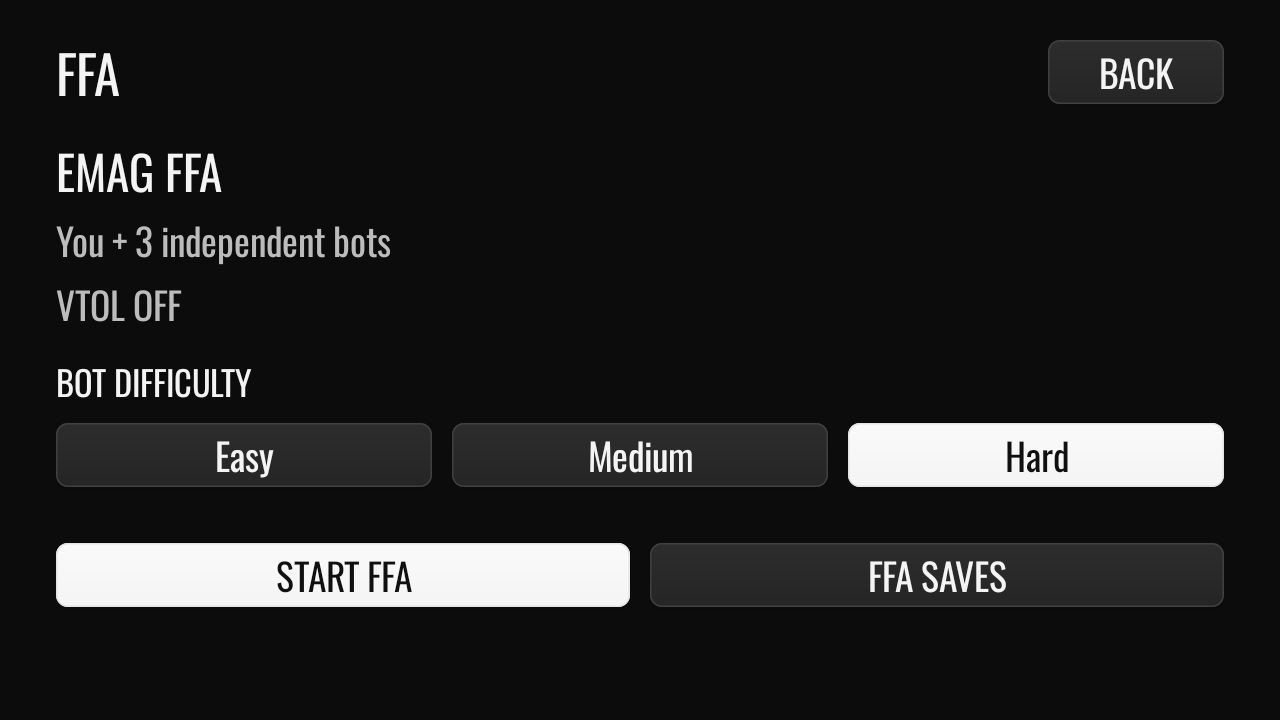 FFA
BACK
EMAG FFA
You + 3 independent bots
VTOL OFF
BOT DIFFICULTY
Easy
Medium
Hard
START FFA
FFA SAVES